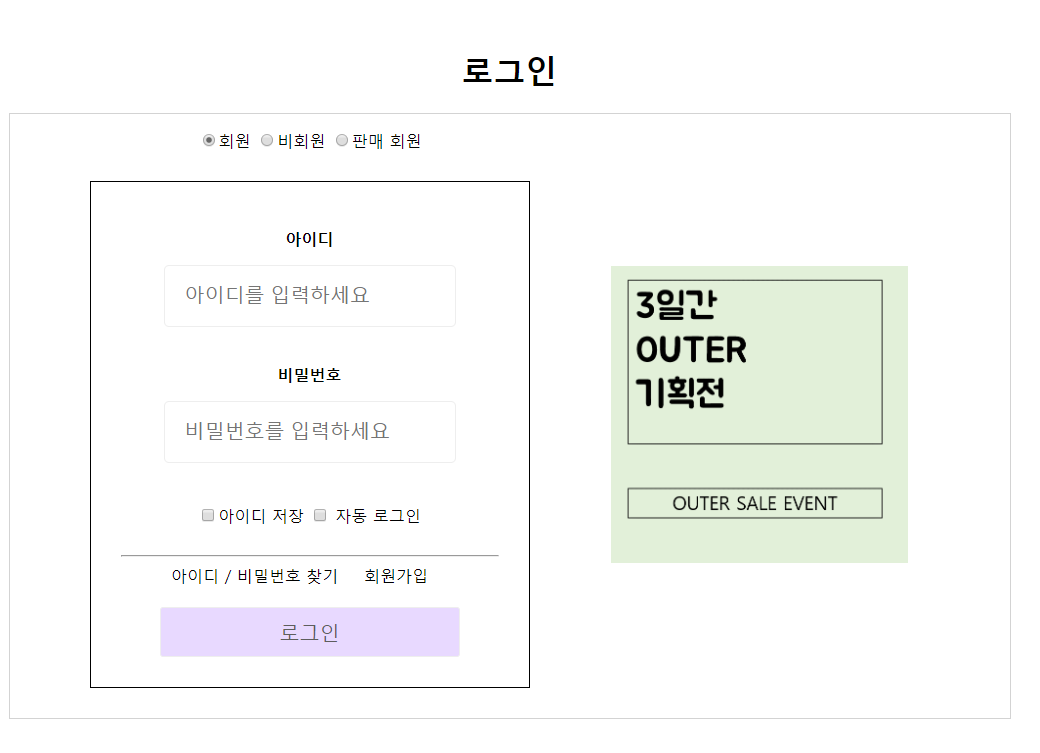 로그인
회원 비회원 판매 회원
아이디
아이디를 입력하세요
비밀번호
비밀번호를 입력하세요
아이디 저장 자동 로그인
아이디 / 비밀번호 찾기 회원가입
로그인
3일간
OUTER
기획전
OUTER SALE EVENT